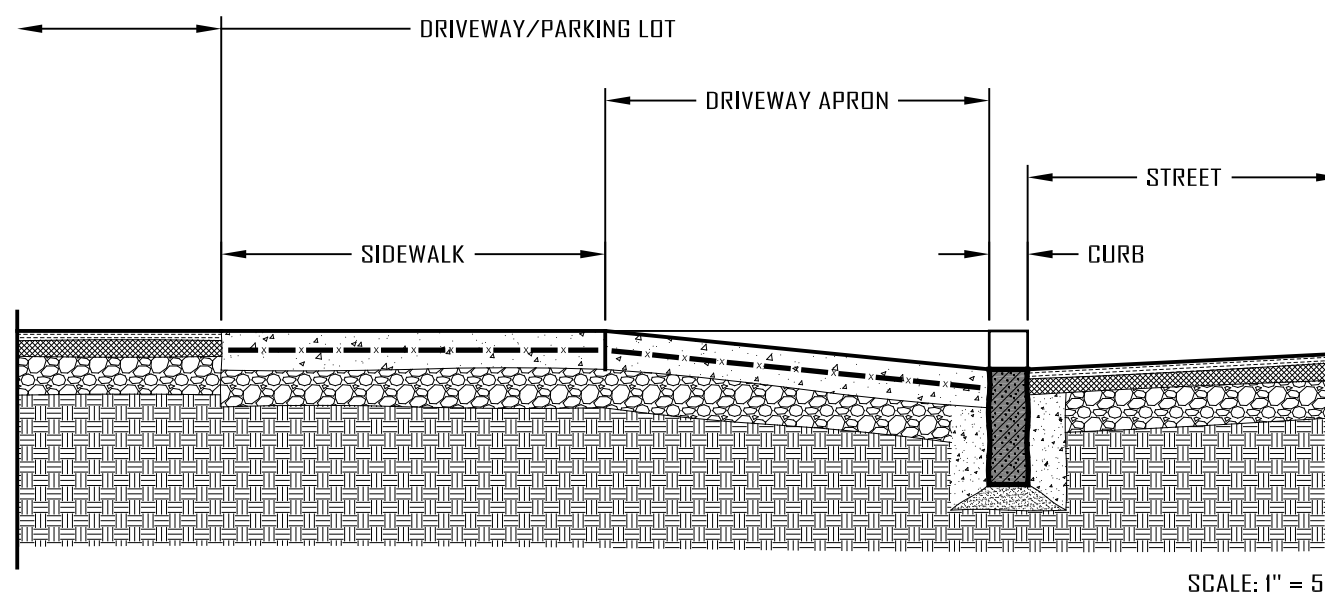 DRIVEWAY/PARKING LOT
DRIVEWAY APRON
STREET
SIDEWALK
CURB
SCALE: 1" = 5